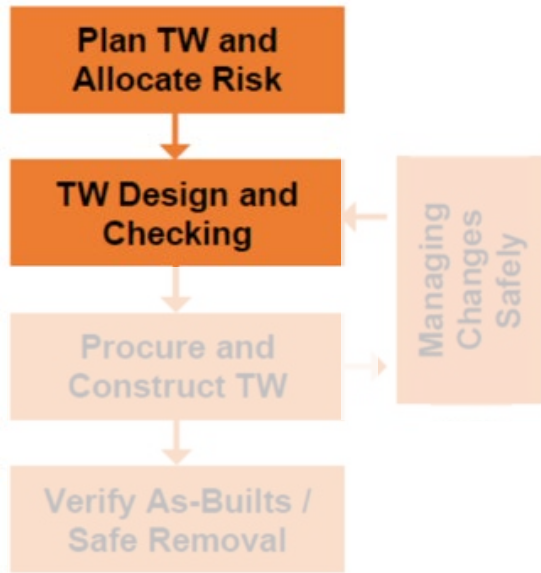 Plan TW and
Allocate Risk
TW Design and
Checking
Managing
Changes
Safely
Procure and
Construct TW
Verify As-Builts /
Safe Removal